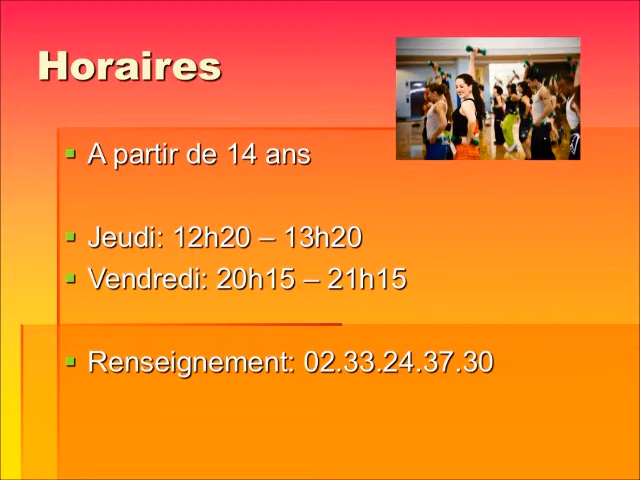 Horaires
A partir de 14 ans
Jeudi: 12h20 – 13h20
Vendredi: 20h15 – 21h15
Renseignement: 02.33.24.37.30